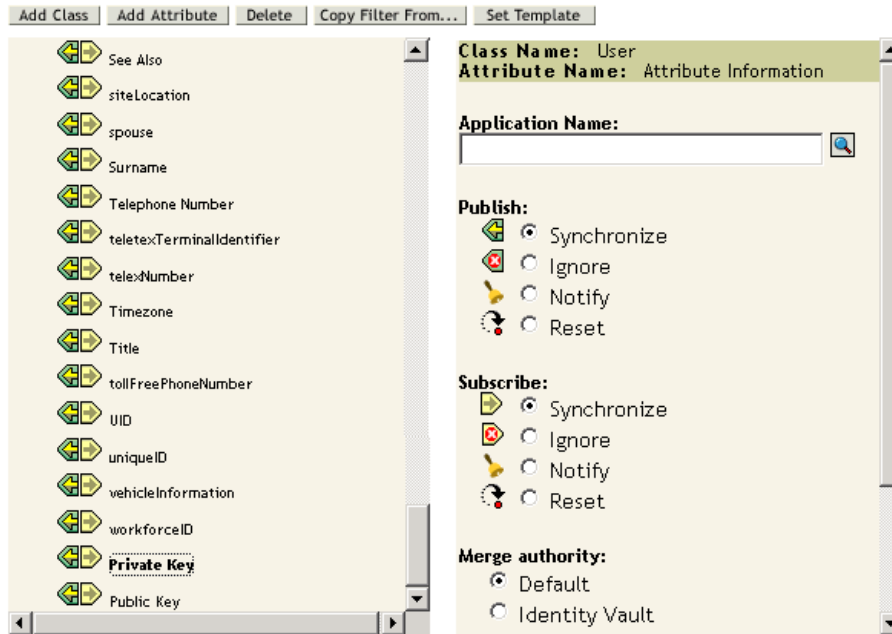 Add Class Add Attribute Delete Copy Filter From... Set Template
See Also
siteLocation
spouse
Surname
Telephone Number
teletexTerminalIdentifier
telexNumber
Timezone
Title
tollFreePhoneNumber
UID
uniqueID
vehicleInformation
workforceID
Private Key
Public Key
Class Name: User
Attribute Name: Attribute Information
Application Name:
Publish:
Synchronize
Ignore
Notify
Reset
Subscribe:
Synchronize
Ignore
Notify
Reset
Merge authority:
Default
Identity Vault